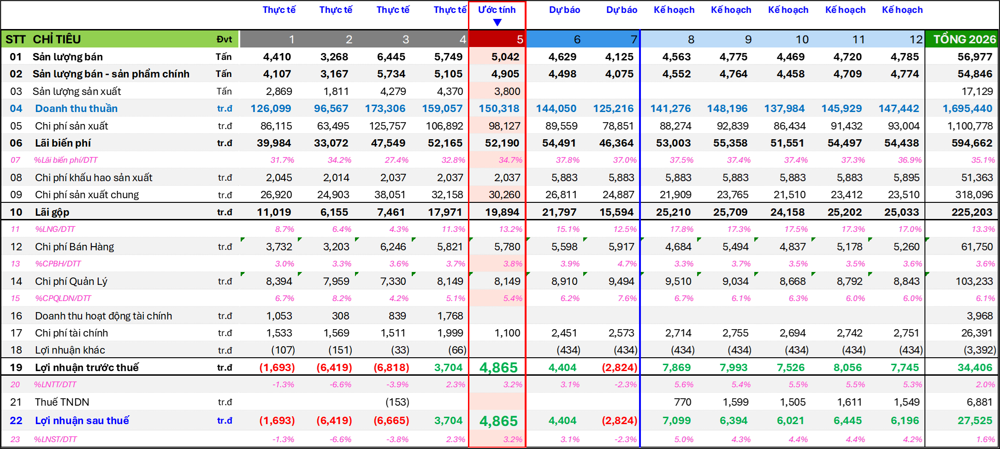 Thực tế Thực tế Thực tế Thực tế Ước tính Dự báo Dự báo Kế hoạch Kế hoạch Kế hoạch Kế hoạch Kế hoạch
STT CHỈ TIÊU Đvt 1 2 3 4 5 6 7 8 9 10 11 12 TỔNG 2026
01 Sản lượng bán Tấn 4,410 3,268 6,445 5,749 5,042 4,629 4,125 4,563 4,775 4,469 4,720 4,785 56,977
02 Sản lượng bán - sản phẩm chính Tấn 4,107 3,167 5,734 5,105 4,905 4,498 4,075 4,552 4,764 4,458 4,709 4,774 54,846
03 Sản lượng sản xuất Tấn 2,869 1,811 4,279 4,370 3,800 17,129
04 Doanh thu thuần tr.đ 126,099 96,567 173,306 159,057 150,318 144,050 125,216 141,276 148,196 137,984 145,929 147,442 1,695,440
05 Chi phí sản xuất tr.đ 86,115 63,495 125,757 106,892 98,127 89,559 78,851 88,274 92,839 86,434 91,432 93,004 1,100,778
06 Lãi biến phí tr.đ 39,984 33,072 47,549 52,165 52,190 54,491 46,364 53,003 55,358 51,551 54,497 54,438 594,662
07 %Lãi biến phí/DTT 31.7% 34.2% 27.4% 32.8% 34.7% 37.8% 37.0% 37.5% 37.4% 37.4% 37.3% 36.9% 35.1%
08 Chi phí khấu hao sản xuất tr.đ 2,045 2,014 2,037 2,037 2,037 5,883 5,883 5,883 5,883 5,883 5,883 5,895 51,363
09 Chi phí sản xuất chung tr.đ 26,920 24,903 38,051 32,158 30,260 26,811 24,887 21,909 23,765 21,510 23,412 23,510 318,096
10 Lãi gộp tr.đ 11,019 6,155 7,461 17,971 19,894 21,797 15,594 25,210 25,709 24,158 25,202 25,033 225,203
11 %LNG/DTT 8.7% 6.4% 4.3% 11.3% 13.2% 15.1% 12.5% 17.8% 17.3% 17.5% 17.3% 17.0% 13.3%
12 Chi phí Bán Hàng tr.đ 3,732 3,203 6,246 5,821 5,780 5,598 5,917 4,684 5,494 4,837 5,178 5,260 61,750
13 %CPBH/DTT 3.0% 3.3% 3.6% 3.7% 3.8% 3.9% 4.7% 3.3% 3.7% 3.5% 3.5% 3.6% 3.6%
14 Chi phí Quản Lý tr.đ 8,394 7,959 7,330 8,149 8,149 8,910 9,494 9,510 9,034 8,668 8,792 8,843 103,233
15 %CPQLDN/DTT 6.7% 8.2% 4.2% 5.1% 5.4% 6.2% 7.6% 6.7% 6.1% 6.3% 6.0% 6.0% 6.1%
16 Doanh thu hoạt động tài chính tr.đ 1,053 308 839 1,768 3,968
17 Chi phí tài chính tr.đ 1,533 1,569 1,511 1,999 1,100 2,451 2,573 2,714 2,755 2,694 2,742 2,751 26,391
18 Lợi nhuận khác tr.đ (107) (151) (33) (66) (434) (434) (434) (434) (434) (434) (434) (3,392)
19 Lợi nhuận trước thuế tr.đ (1,693) (6,419) (6,818) 3,704 4,865 4,404 (2,824) 7,869 7,993 7,526 8,056 7,745 34,406
20 %LNTT/DTT -1.3% -6.6% -3.9% 2.3% 3.2% 3.1% -2.3% 5.6% 5.4% 5.5% 5.5% 5.3% 2.0%
21 Thuế TNDN tr.đ (153) 770 1,599 1,505 1,611 1,549 6,881
22 Lợi nhuận sau thuế tr.đ (1,693) (6,419) (6,665) 3,704 4,865 4,404 (2,824) 7,099 6,394 6,021 6,445 6,196 27,525
23 %LNST/DTT -1.3% -6.6% -3.8% 2.3% 3.2% 3.1% -2.3% 5.0% 4.3% 4.4% 4.4% 4.2% 1.6%